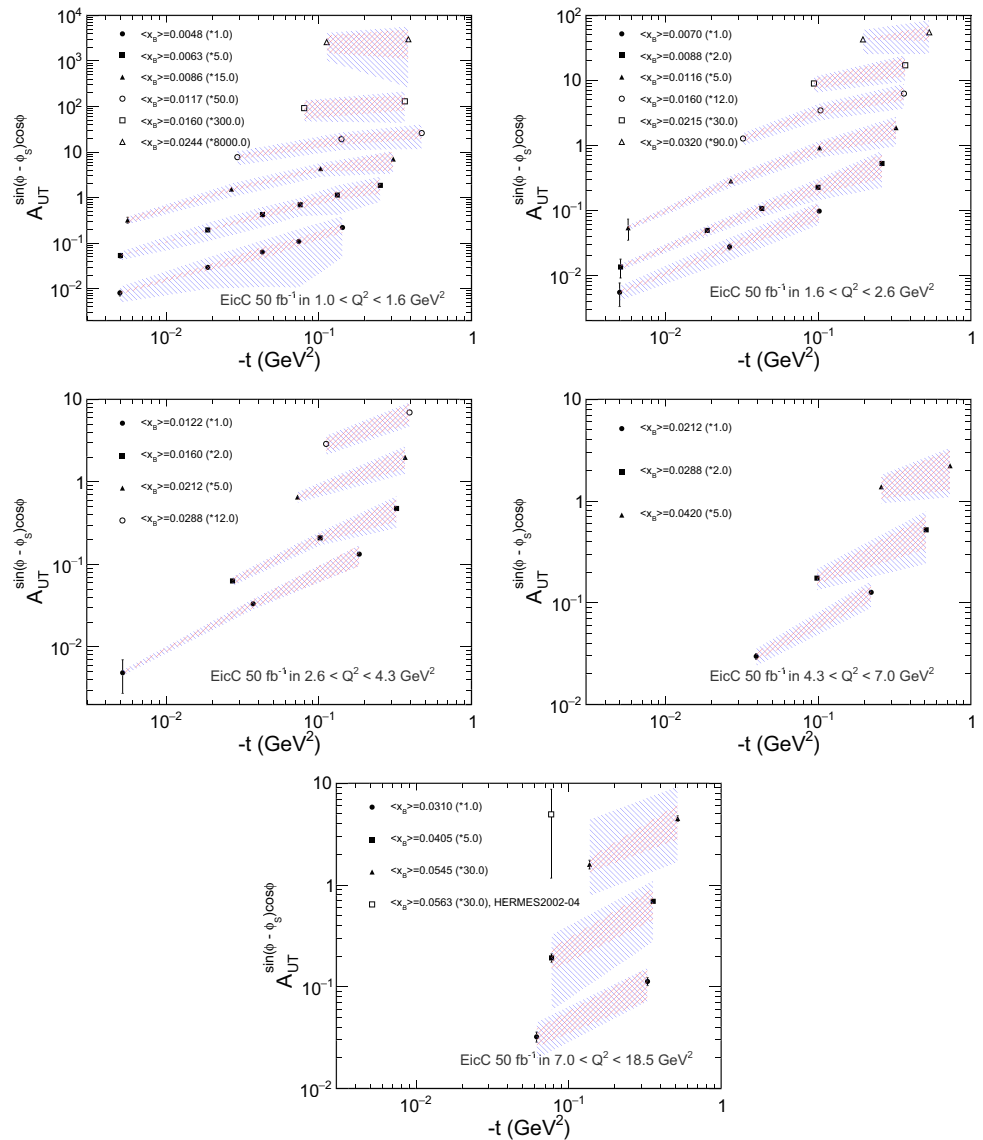 <x_B>=0.0048 (*1.0)
<x_B>=0.0063 (*5.0)
<x_B>=0.0086 (*15.0)
<x_B>=0.0117 (*50.0)
<x_B>=0.0160 (*300.0)
<x_B>=0.0244 (*8000.0)
10^4
10^3
10^2
10
1
10^-1
10^-2
A_UT^sin(ϕ - ϕ_S)cosϕ
EicC 50 fb^-1 in 1.0 < Q^2 < 1.6 GeV^2
10^-2 10^-1 1
-t (GeV^2)
<x_B>=0.0070 (*1.0)
<x_B>=0.0088 (*2.0)
<x_B>=0.0116 (*5.0)
<x_B>=0.0160 (*12.0)
<x_B>=0.0215 (*30.0)
<x_B>=0.0320 (*90.0)
10^2
10
1
10^-1
10^-2
A_UT^sin(ϕ - ϕ_S)cosϕ
EicC 50 fb^-1 in 1.6 < Q^2 < 2.6 GeV^2
10^-2 10^-1 1
-t (GeV^2)
<x_B>=0.0122 (*1.0)
<x_B>=0.0160 (*2.0)
<x_B>=0.0212 (*5.0)
<x_B>=0.0288 (*12.0)
10
1
10^-1
10^-2
A_UT^sin(ϕ - ϕ_S)cosϕ
EicC 50 fb^-1 in 2.6 < Q^2 < 4.3 GeV^2
10^-2 10^-1 1
-t (GeV^2)
<x_B>=0.0212 (*1.0)
<x_B>=0.0288 (*2.0)
<x_B>=0.0420 (*5.0)
10
1
10^-1
10^-2
A_UT^sin(ϕ - ϕ_S)cosϕ
EicC 50 fb^-1 in 4.3 < Q^2 < 7.0 GeV^2
10^-2 10^-1 1
-t (GeV^2)
<x_B>=0.0310 (*1.0)
<x_B>=0.0405 (*5.0)
<x_B>=0.0545 (*30.0)
<x_B>=0.0563 (*30.0), HERMES2002-04
10
1
10^-1
10^-2
A_UT^sin(ϕ - ϕ_S)cosϕ
EicC 50 fb^-1 in 7.0 < Q^2 < 18.5 GeV^2
10^-2 10^-1 1
-t (GeV^2)